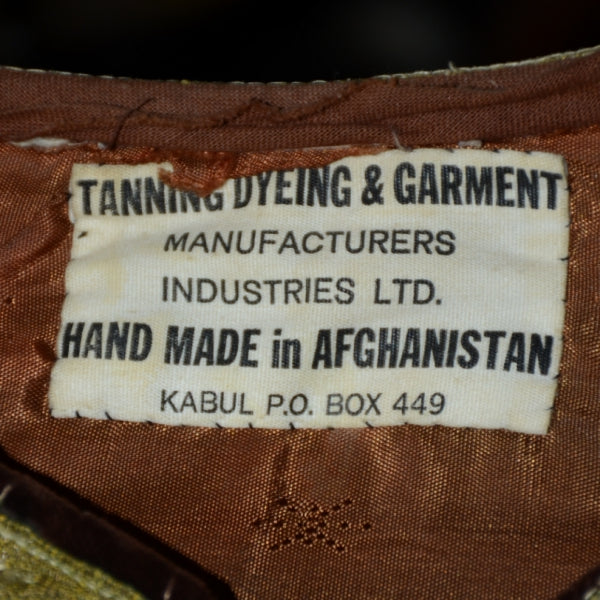 TANNING DYEING & GARMENT
MANUFACTURERS
INDUSTRIES LTD.
HAND MADE in AFGHANISTAN
KABUL P.O. BOX 449